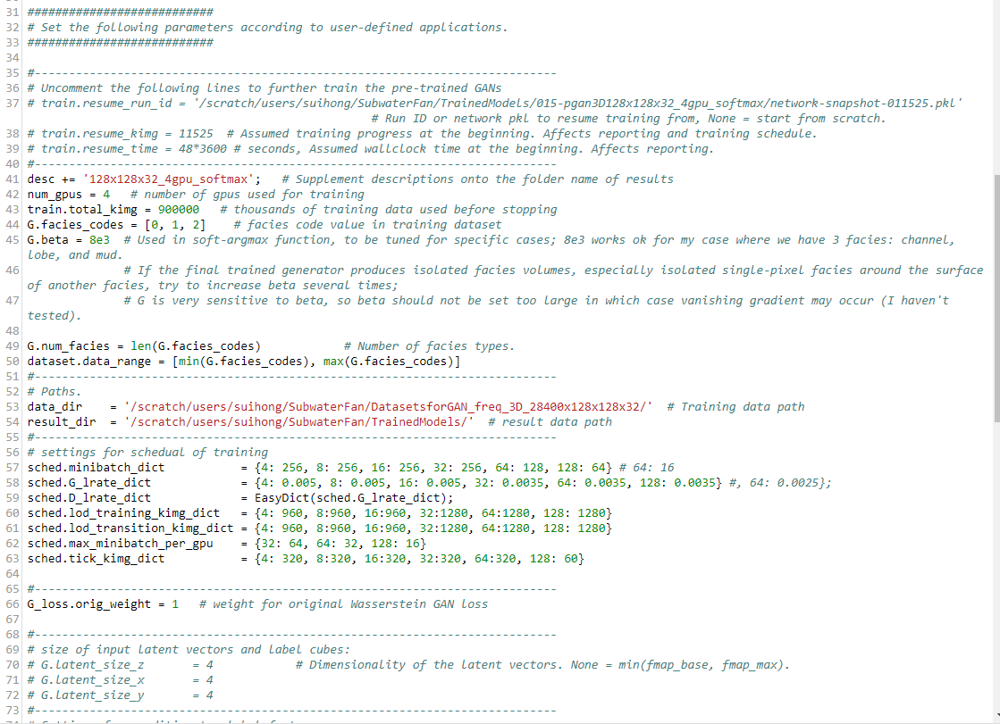 31 ###########################
32 # Set the following parameters according to user-defined applications.
33 ###########################
34
35 #----------------------------------------------------------------------------
36 # Uncomment the following lines to further train the pre-trained GANs
37 # train.resume_run_id = '/scratch/users/suihong/SubwaterFan/TrainedModels/015-pgan3D128x128x32_4gpu_softmax/network-snapshot-011525.pkl'
# Run ID or network pkl to resume training from, None = start from scratch.
38 # train.resume_kimg = 11525  # Assumed training progress at the beginning. Affects reporting and training schedule.
39 # train.resume_time = 48*3600 # seconds, Assumed wallclock time at the beginning. Affects reporting.
40 #----------------------------------------------------------------------------
41 desc += '128x128x32_4gpu_softmax';   # Supplement descriptions onto the folder name of results
42 num_gpus = 4   # number of gpus used for training
43 train.total_kimg = 900000   # thousands of training data used before stopping
44 G.facies_codes = [0, 1, 2]    # facies code value in training dataset
45 G.beta = 8e3  # Used in soft-argmax function, to be tuned for specific cases; 8e3 works ok for my case where we have 3 facies: channel,
lobe, and mud.
46 # If the final trained generator produces isolated facies volumes, especially isolated single-pixel facies around the surface
of another facies, try to increase beta several times;
47 # G is very sensitive to beta, so beta should not be set too large in which case vanishing gradient may occur (I haven't
tested).
48
49 G.num_facies = len(G.facies_codes)            # Number of facies types.
50 dataset.data_range = [min(G.facies_codes), max(G.facies_codes)]
51 #----------------------------------------------------------------------------
52 # Paths.
53 data_dir    = '/scratch/users/suihong/SubwaterFan/DatasetsforGAN_freq_3D_28400x128x128x32/'  # Training data path
54 result_dir  = '/scratch/users/suihong/SubwaterFan/TrainedModels/'  # result data path
55 #----------------------------------------------------------------------------
56 # settings for schedual of training
57 sched.minibatch_dict           = {4: 256, 8: 256, 16: 256, 32: 256, 64: 128, 128: 64} # 64: 16
58 sched.G_lrate_dict             = {4: 0.005, 8: 0.005, 16: 0.005, 32: 0.0035, 64: 0.0035, 128: 0.0035} #, 64: 0.0025};
59 sched.D_lrate_dict             = EasyDict(sched.G_lrate_dict);
60 sched.lod_training_kimg_dict   = {4: 960, 8:960, 16:960, 32:1280, 64:1280, 128: 1280}
61 sched.lod_transition_kimg_dict = {4: 960, 8:960, 16:960, 32:1280, 64:1280, 128: 1280}
62 sched.max_minibatch_per_gpu    = {32: 64, 64: 32, 128: 16}
63 sched.tick_kimg_dict           = {4: 320, 8:320, 16:320, 32:320, 64:320, 128: 60}
64
65 #----------------------------------------------------------------------------
66 G_loss.orig_weight = 1   # weight for original Wasserstein GAN loss
67
68 #----------------------------------------------------------------------------
69 # size of input latent vectors and label cubes:
70 # G.latent_size_z       = 4            # Dimensionality of the latent vectors. None = min(fmap_base, fmap_max).
71 # G.latent_size_x       = 4
72 # G.latent_size_y       = 4
73 #----------------------------------------------------------------------------